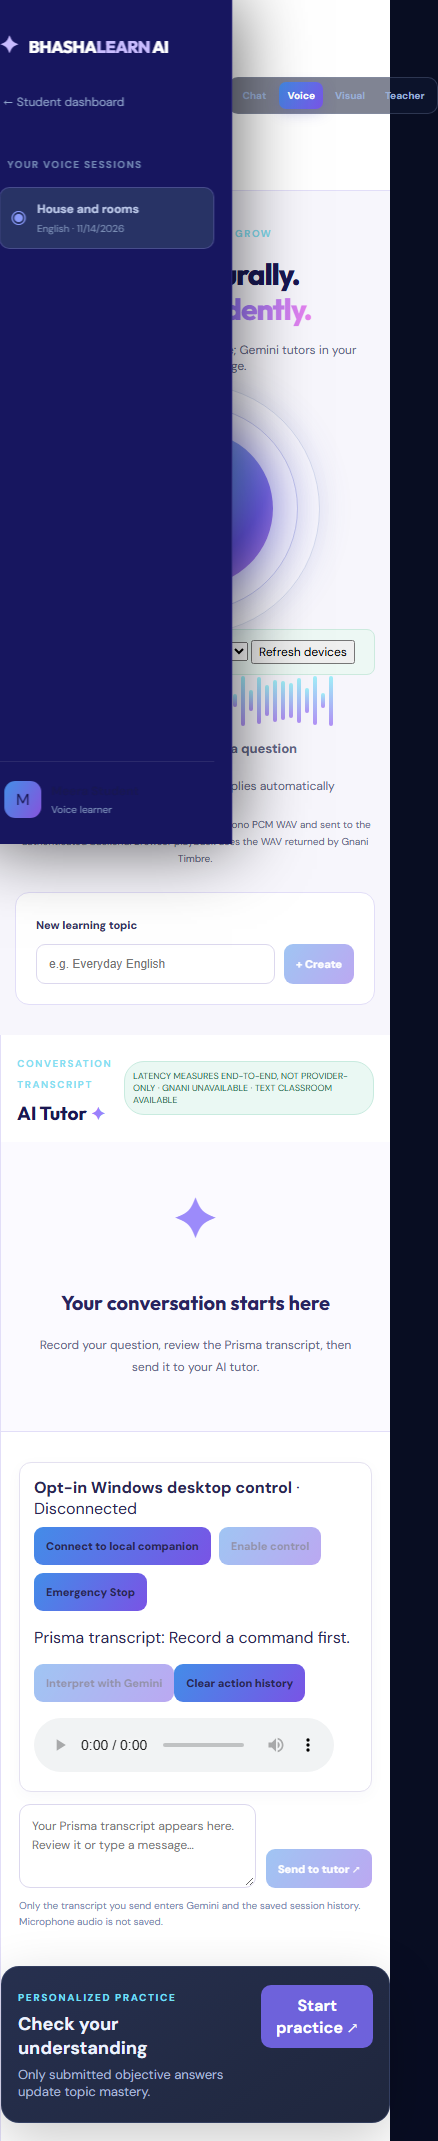 BHASHALEARN AI
← Student dashboard
YOUR VOICE SESSIONS
House and rooms
English · 11/14/2026
M
Voice learner
Chat
Voice
Visual
Teacher
GROW
urally.
dently.
; Gemini tutors in your
ge.
Refresh devices
a question
plies automatically
ono PCM WAV and sent to the
es the WAV returned by Gnani
Timbre.
New learning topic
e.g. Everyday English
+ Create
CONVERSATION
TRANSCRIPT
AI Tutor
LATENCY MEASURES END-TO-END, NOT PROVIDER-
ONLY · GNANI UNAVAILABLE · TEXT CLASSROOM
AVAILABLE
Your conversation starts here
Record your question, review the Prisma transcript, then
send it to your AI tutor.
Opt-in Windows desktop control ·
Disconnected
Connect to local companion
Enable control
Emergency Stop
Prisma transcript: Record a command first.
Interpret with Gemini
Clear action history
0:00 / 0:00
Your Prisma transcript appears here.
Review it or type a message...
Send to tutor ↗
Only the transcript you send enters Gemini and the saved session history.
Microphone audio is not saved.
PERSONALIZED PRACTICE
Check your
understanding
Only submitted objective answers
update topic mastery.
Start
practice ↗